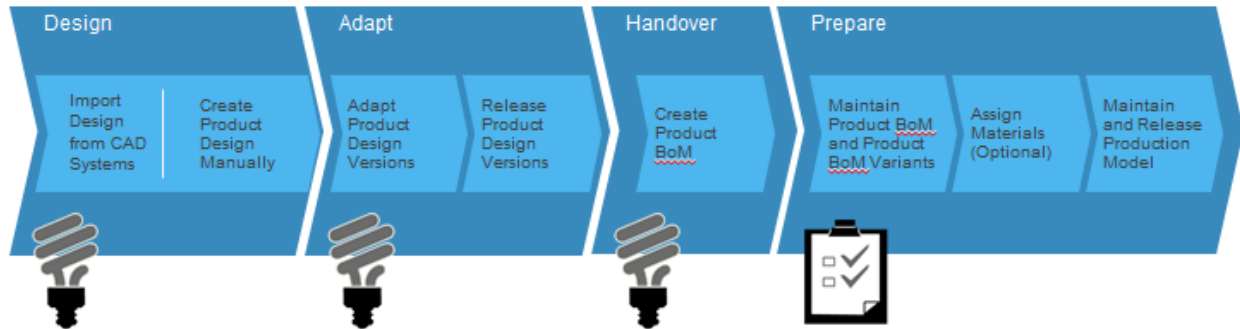 Design
Import
Design
from CAD
Systems
Create
Product
Design
Manually
Adapt
Adapt
Product
Design
Versions
Release
Product
Design
Versions
Handover
Create
Product
BoM
Prepare
Maintain
Product BoM
and Product
BoM Variants
Assign
Materials
(Optional)
Maintain
and Release
Production
Model